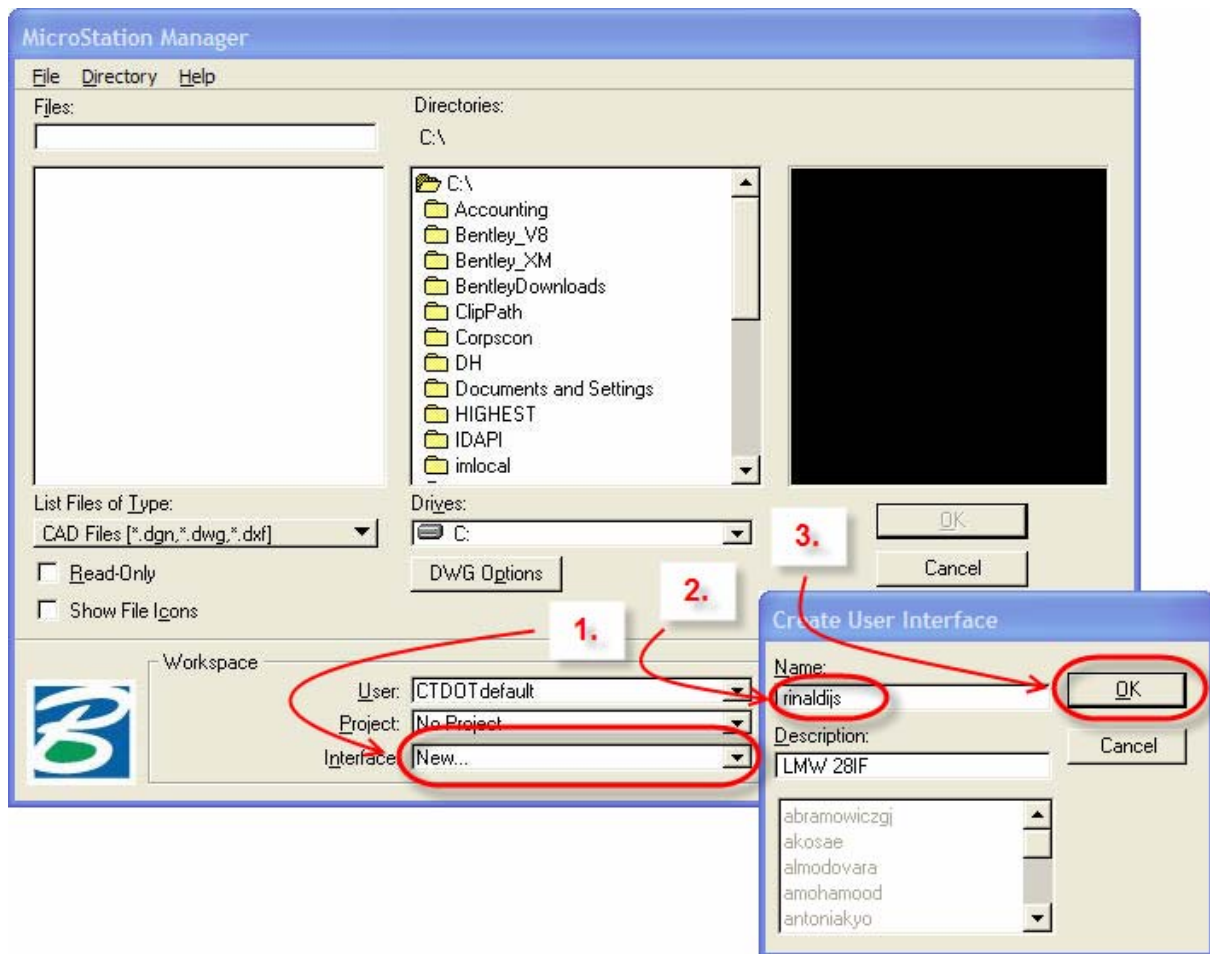 MicroStation Manager
File Directory Help
Files:
Directories:
C:\
C:\
Accounting
Bentley_V8
Bentley_XM
BentleyDownloads
ClipPath
Corpscon
DH
Documents and Settings
HIGHEST
IDAPI
imlocal
List Files of Type:
CAD Files [*.dgn,*.dwg,*.dxf]
Read-Only
Show File Icons
Drives:
C:
DWG Options
OK
Cancel
1.
2.
3.
Workspace
User: CTDOTdefault
Project: No Project
Interface: New...
B
Create User Interface
Name:
rinaldijs
OK
Description:
LMW 28IF
Cancel
abramowiczgj
akosae
almodovara
amohamood
antoniakyo